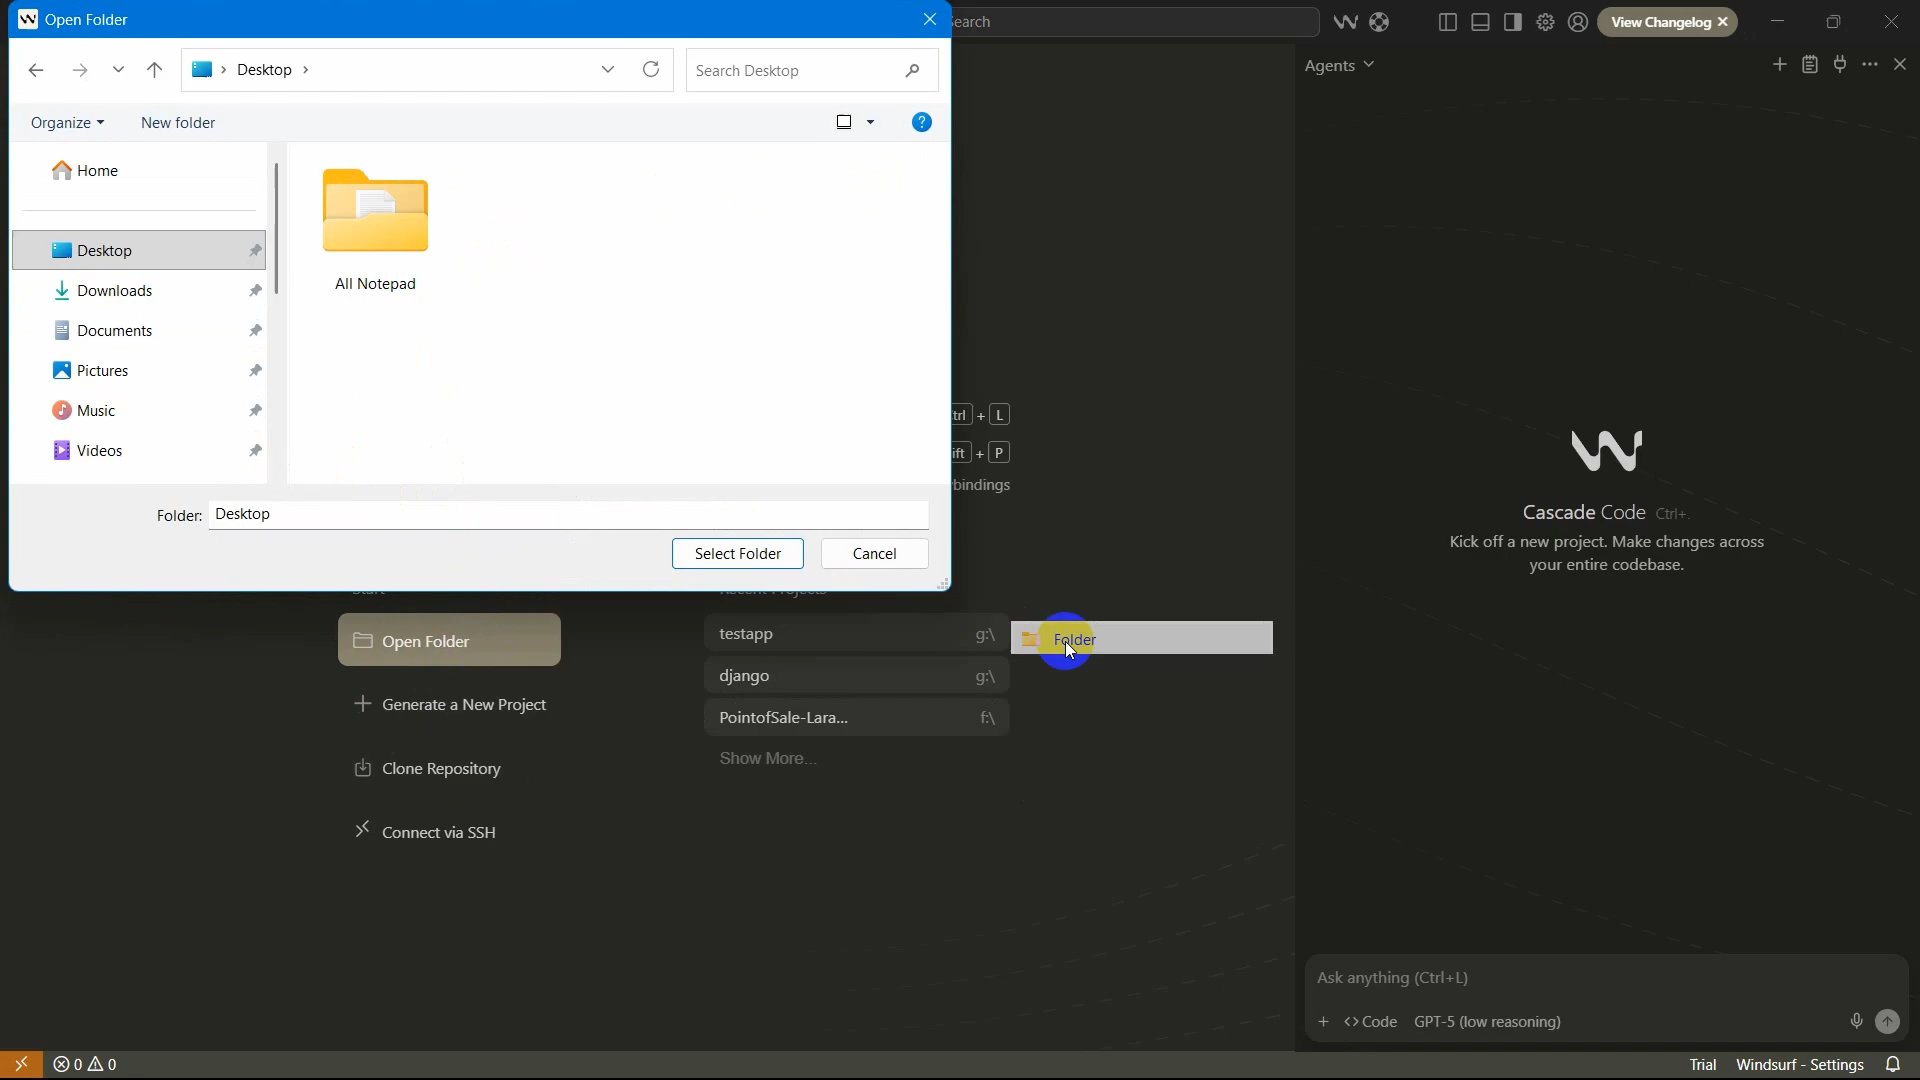 Open Folder
Search
View Changelog
Desktop
Search Desktop
Agents
Organize
New folder
Home
Desktop
Downloads
All Notepad
Documents
Pictures
Music
Videos
trl + L
ift + P
bindings
Folder: Desktop
Select Folder
Cancel
Cascade Code Ctrl+.
Kick off a new project. Make changes across
your entire codebase.
Open Folder
Generate a New Project
Clone Repository
Connect via SSH
testapp g:\
django g:\
PointofSale-Lara... f:\
Show More...
Folder
Ask anything (Ctrl+L)
+ <> Code GPT-5 (low reasoning)
0 0
Trial Windsurf - Settings